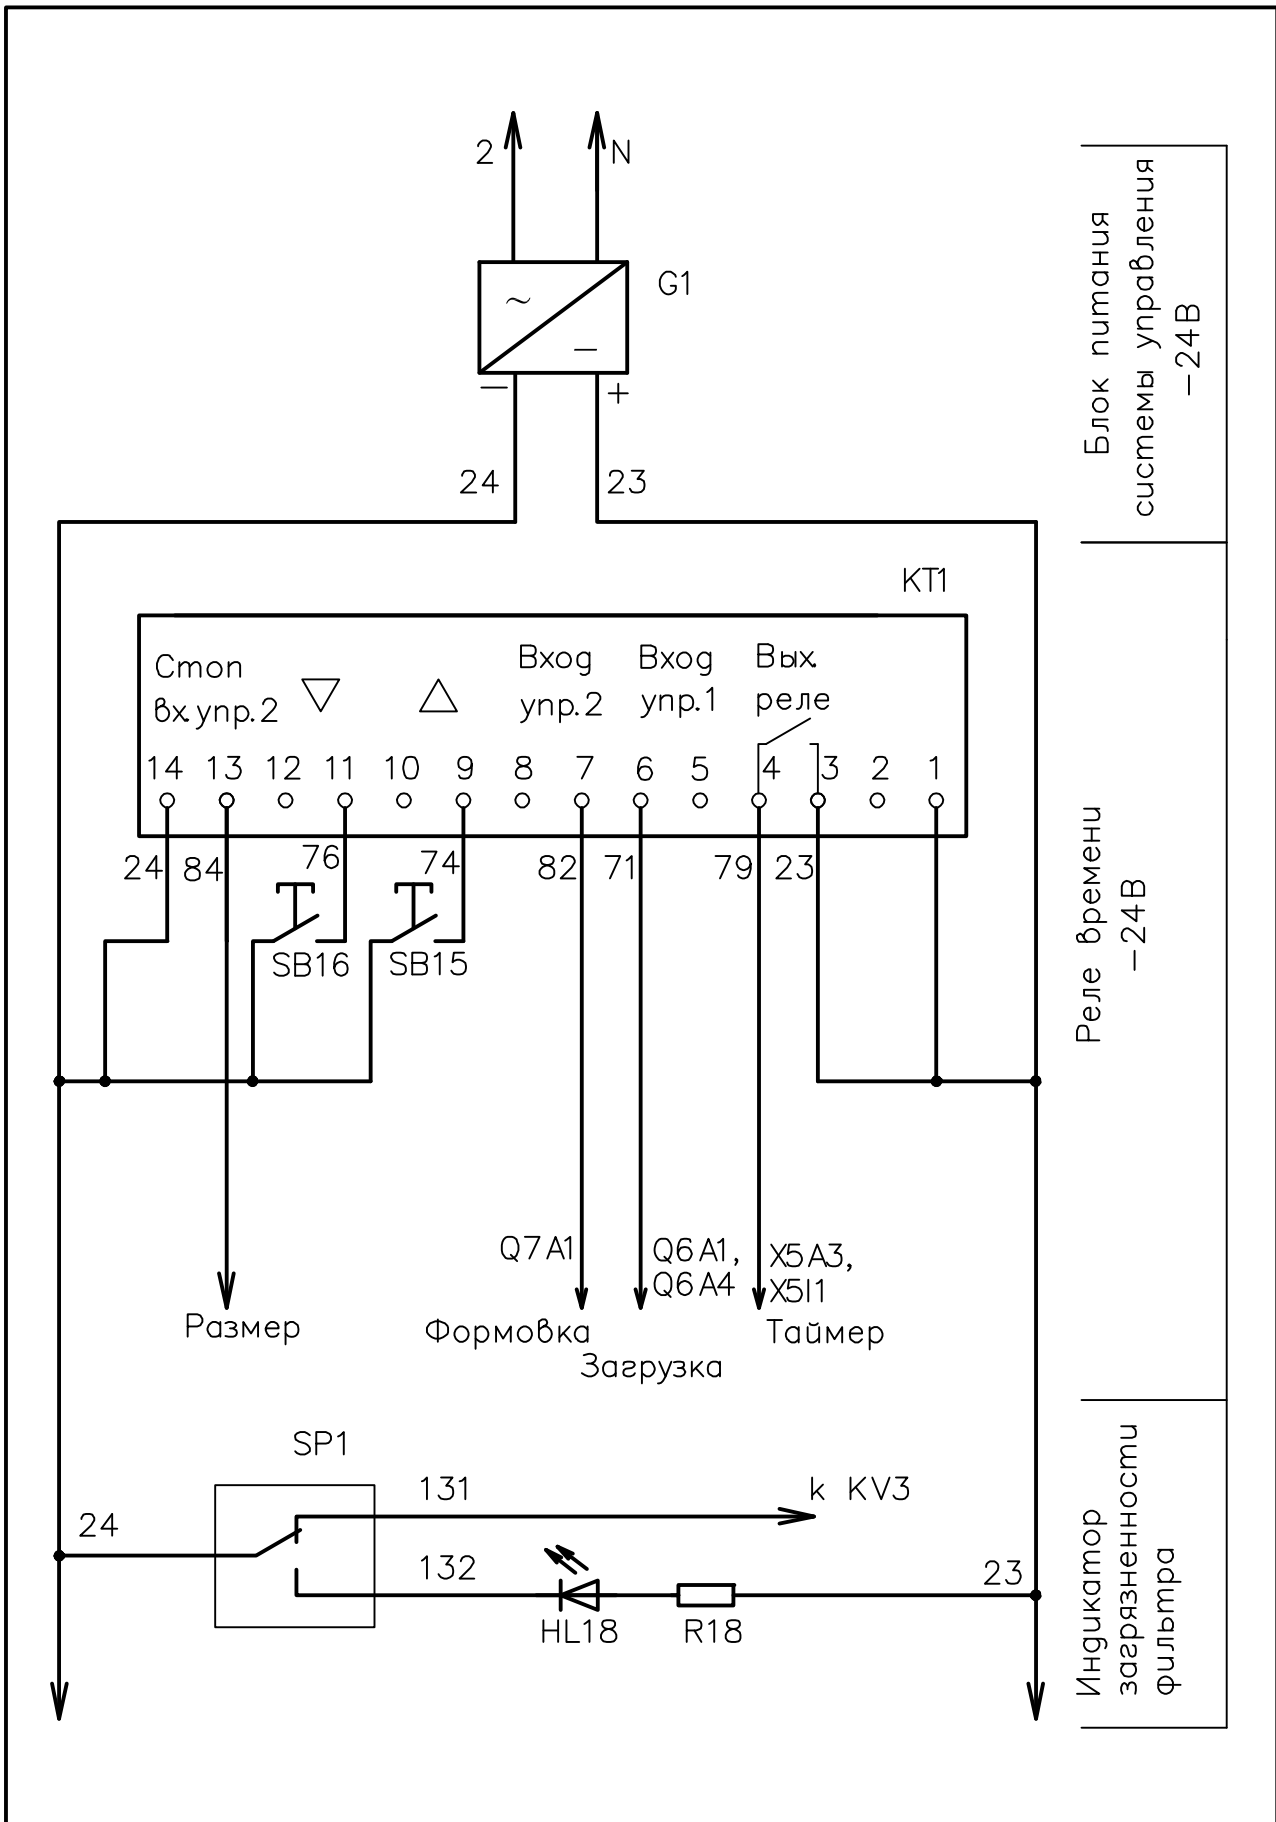 2
N
G1
~
–
–
+
24
23
Блок питания
системы управления
–24В
KT1
Стоп
вх.упр.2
Вход
упр.2
Вход
упр.1
Вых.
реле
14 13 12 11 10 9 8 7 6 5 4 3 2 1
24 84 76 74 82 71 79 23
SB16 SB15
Реле времени
–24В
Q7A1
Q6A1,
Q6A4
X5A3,
X5I1
Размер
Формовка
Загрузка
Таймер
SP1
131
k KV3
24
132
23
HL18
R18
Индикатор
загрязненности
фильтра